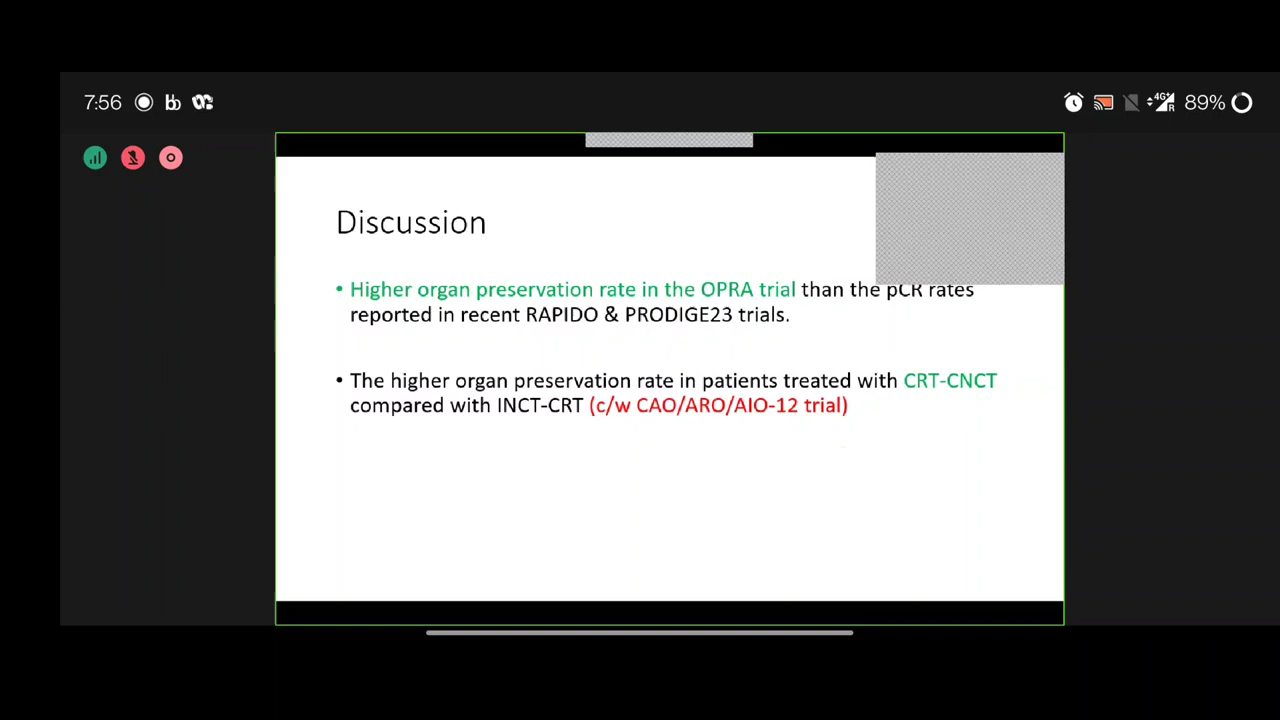 7:56
4G+
R
89%
Discussion
• Higher organ preservation rate in the OPRA trial than the pCR rates
reported in recent RAPIDO & PRODIGE23 trials.
• The higher organ preservation rate in patients treated with CRT-CNCT
compared with INCT-CRT (c/w CAO/ARO/AIO-12 trial)